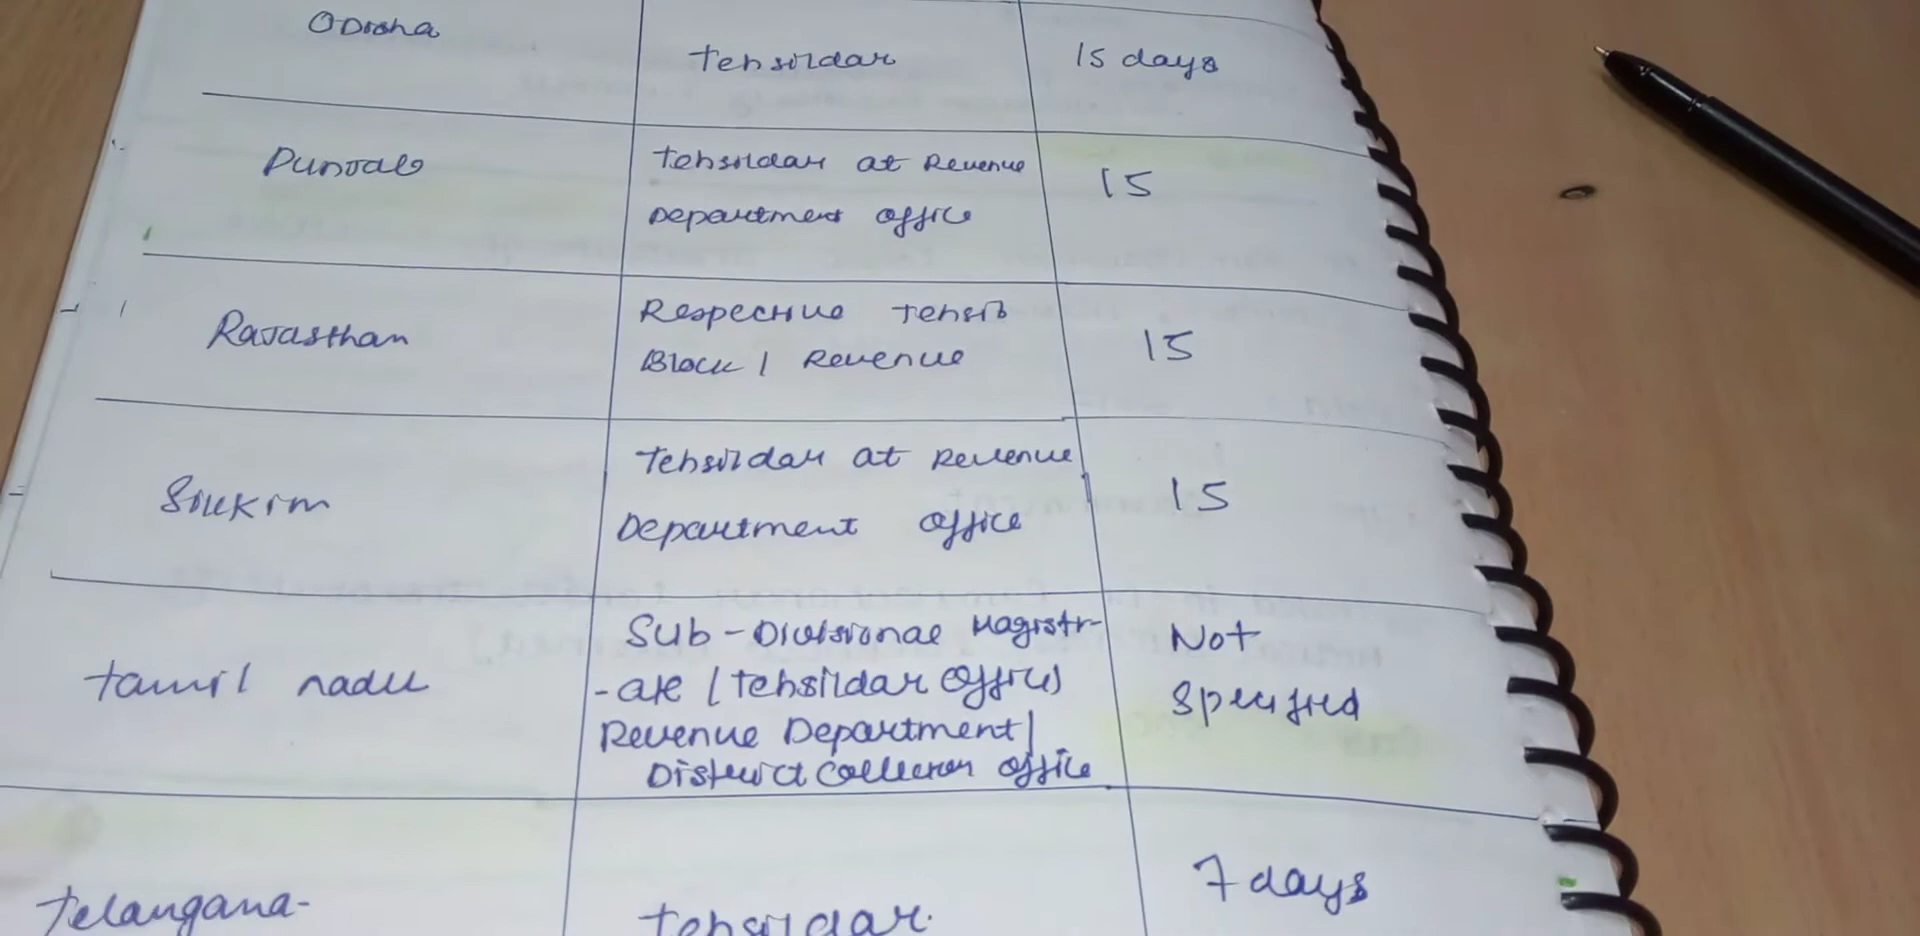 Odisha
Tehsildar
15 days
Punjab
Tehsildar at Revenue
Department office
15
Rajasthan
Respective Tehsil
Block / Revenue
15
Sikkim
Tehsildar at Revenue
Department office
15
Tamil nadu
Sub-Divisional Magistr-
-ate (Tehsildar office)
Revenue Department /
District Collector office
Not
Specified
Telangana-
Tehsildar.
7 days